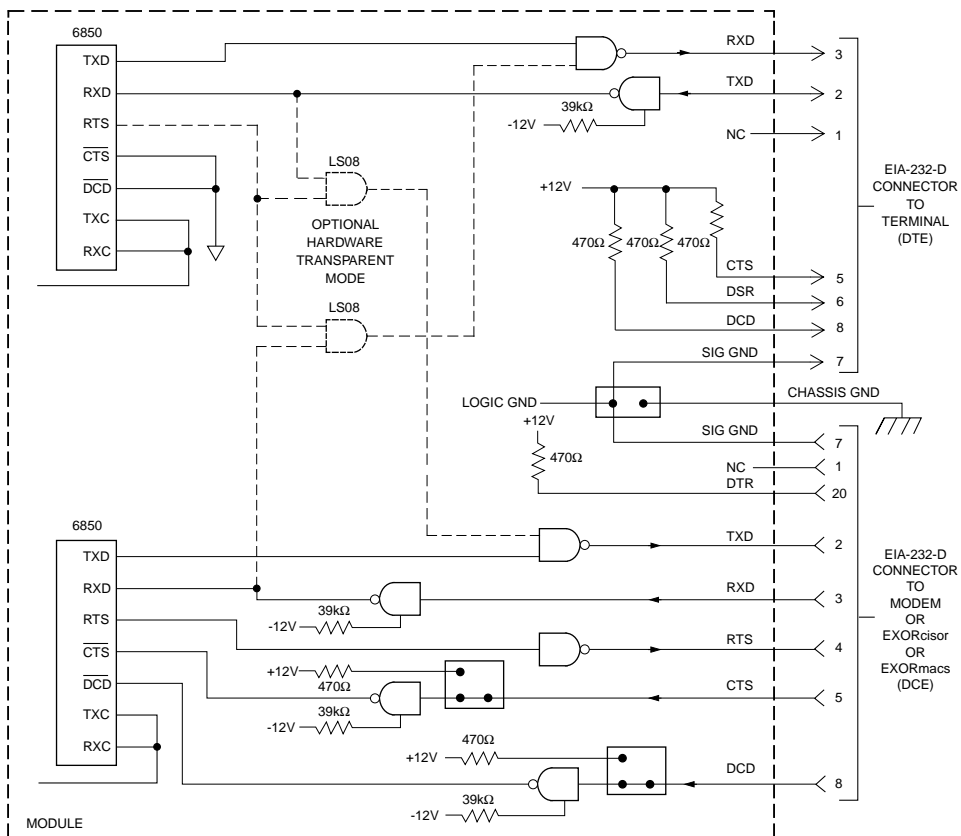 6850
TXD
RXD
RTS
CTS
DCD
TXC
RXC
LS08
OPTIONAL
HARDWARE
TRANSPARENT
MODE
LS08
RXD
3
TXD
2
39kΩ
-12V
NC
1
+12V
470Ω
470Ω
470Ω
CTS
5
DSR
6
DCD
8
SIG GND
7
EIA-232-D
CONNECTOR
TO
TERMINAL
(DTE)
LOGIC GND
CHASSIS GND
+12V
470Ω
SIG GND
7
NC
1
DTR
20
6850
TXD
RXD
RTS
CTS
DCD
TXC
RXC
TXD
2
RXD
3
39kΩ
-12V
RTS
4
+12V
470Ω
CTS
5
39kΩ
-12V
470Ω
+12V
DCD
8
39kΩ
-12V
EIA-232-D
CONNECTOR
TO
MODEM
OR
EXORcisor
OR
EXORmacs
(DCE)
MODULE